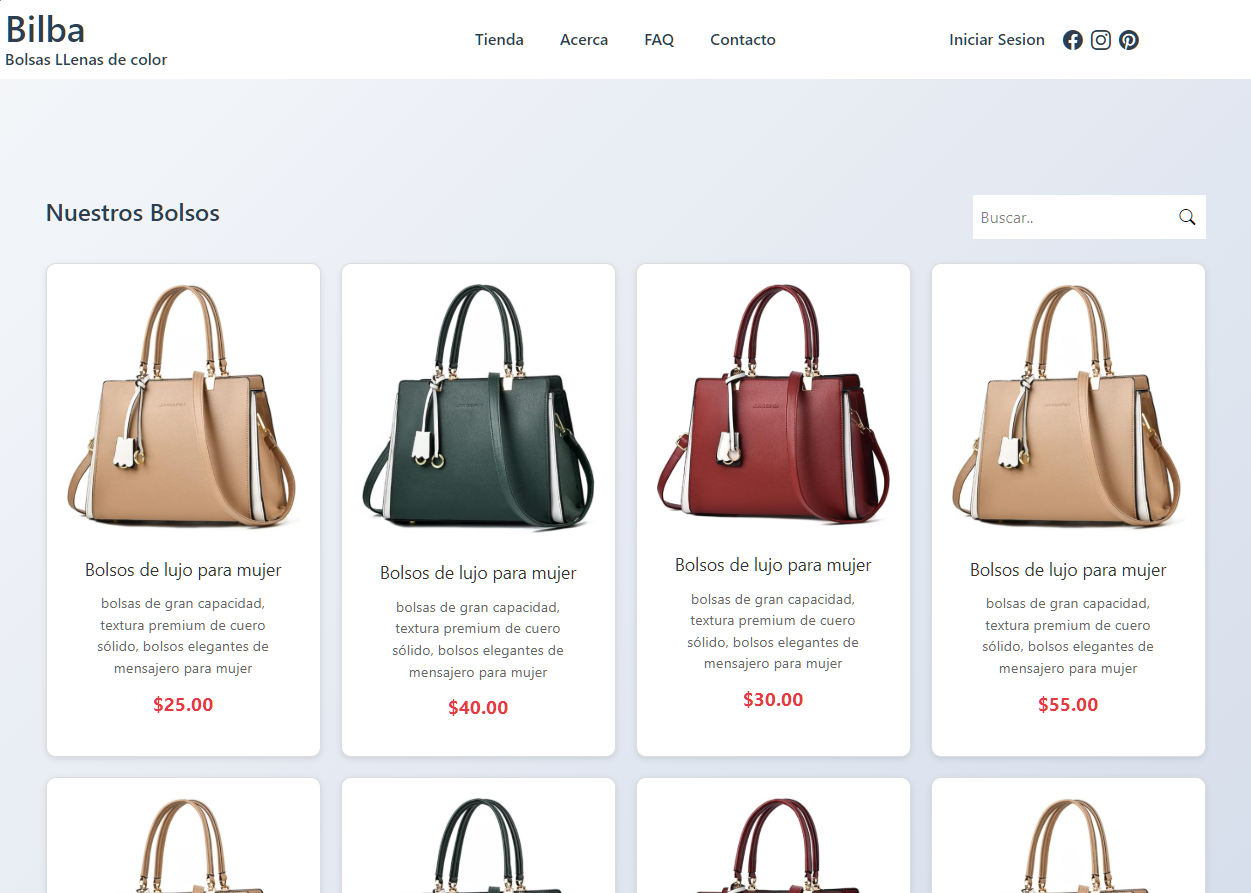 Bilba
Bolsas LLenas de color
Tienda
Acerca
FAQ
Contacto
Iniciar Sesion
Nuestros Bolsos
Buscar..
Bolsos de lujo para mujer
bolsas de gran capacidad,
textura premium de cuero
sólido, bolsos elegantes de
mensajero para mujer
$25.00
Bolsos de lujo para mujer
bolsas de gran capacidad,
textura premium de cuero
sólido, bolsos elegantes de
mensajero para mujer
$40.00
Bolsos de lujo para mujer
bolsas de gran capacidad,
textura premium de cuero
sólido, bolsos elegantes de
mensajero para mujer
$30.00
Bolsos de lujo para mujer
bolsas de gran capacidad,
textura premium de cuero
sólido, bolsos elegantes de
mensajero para mujer
$55.00